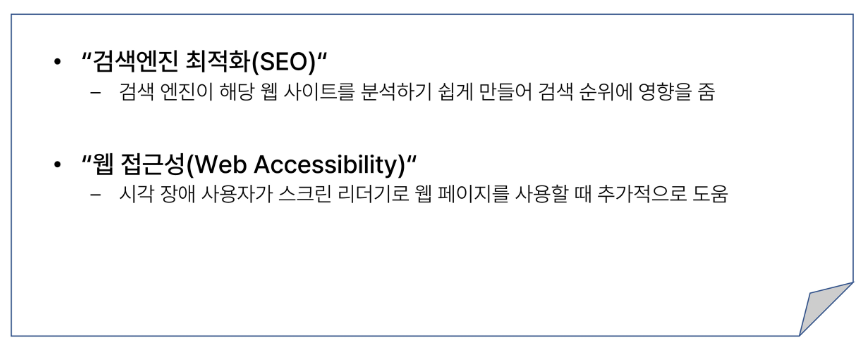 • “검색엔진 최적화(SEO)“
– 검색 엔진이 해당 웹 사이트를 분석하기 쉽게 만들어 검색 순위에 영향을 줌
• “웹 접근성(Web Accessibility)“
– 시각 장애 사용자가 스크린 리더기로 웹 페이지를 사용할 때 추가적으로 도움